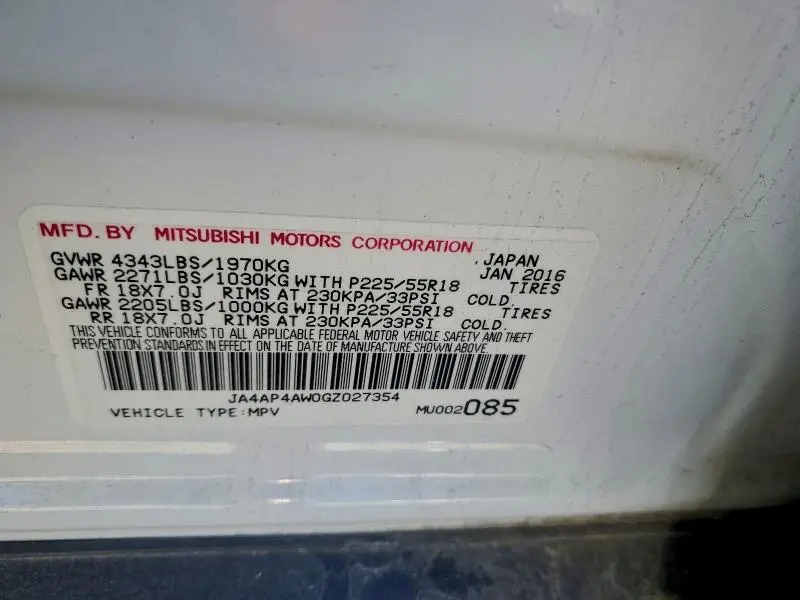 MFD. BY MITSUBISHI MOTORS CORPORATION , JAPAN
GVWR 4343LBS/1970KG JAN 2016
GAWR 2271LBS/1030KG WITH P225/55R18 TIRES
FR 18X7.0J RIMS AT 230KPA/33PSI COLD.
GAWR 2205LBS/1000KG WITH P225/55R18 TIRES
RR 18X7.0J RIMS AT 230KPA/33PSI COLD.
THIS VEHICLE CONFORMS TO ALL APPLICABLE FEDERAL MOTOR VEHICLE SAFETY AND THEFT
PREVENTION STANDARDS IN EFFECT ON THE DATE OF MANUFACTURE SHOWN ABOVE.
JA4AP4AW0GZ027354
VEHICLE TYPE:MPV MU002085